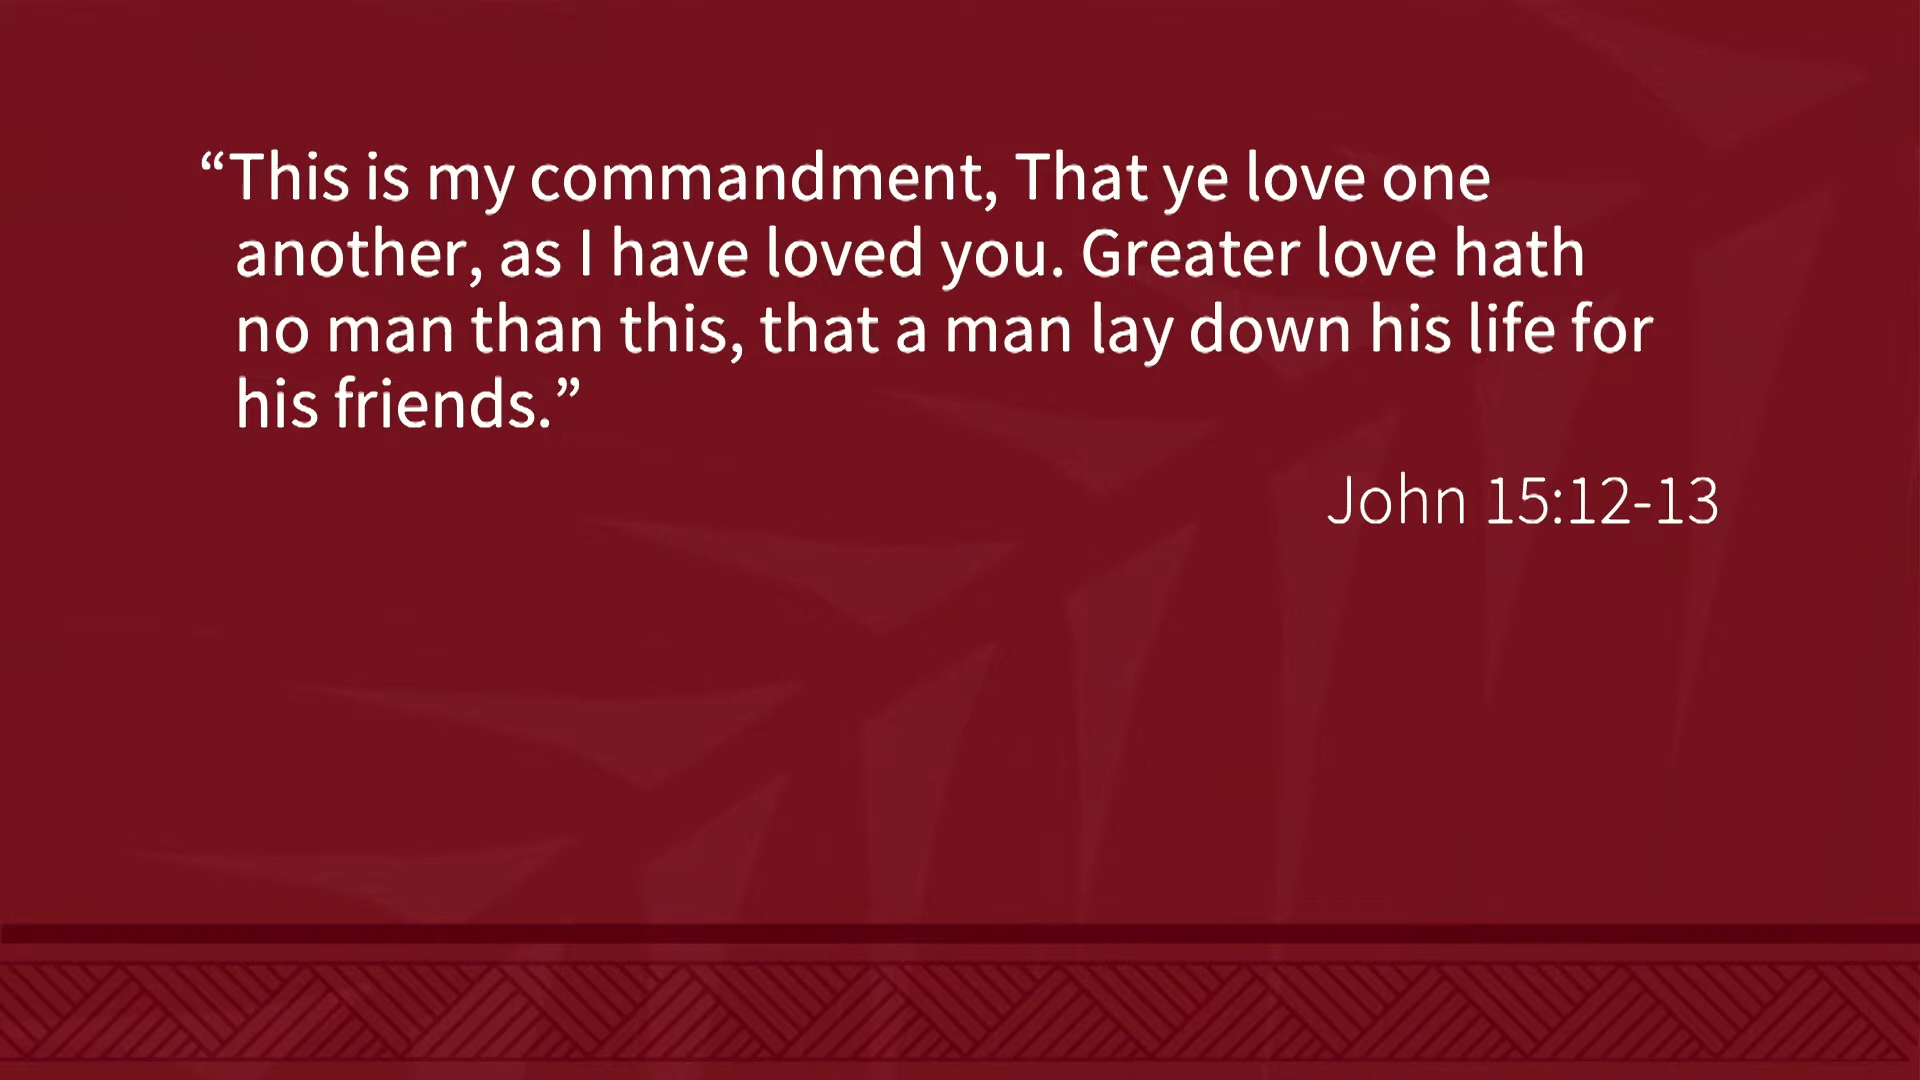 “This is my commandment, That ye love one
another, as I have loved you. Greater love hath
no man than this, that a man lay down his life for
his friends.”
John 15:12-13